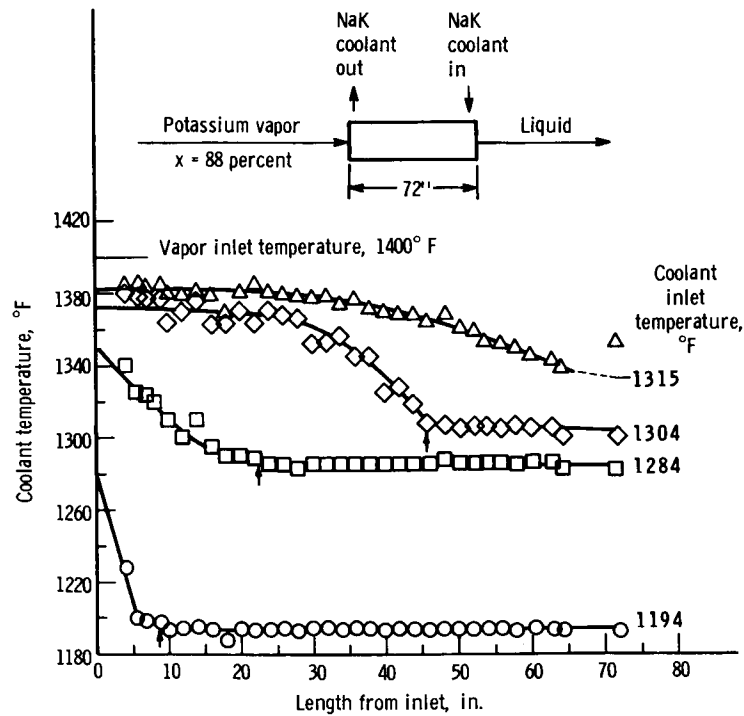 NaK
coolant
out
NaK
coolant
in
Potassium vapor
x = 88 percent
Liquid
72"
1420
1380
1340
1300
1260
1220
1180
Vapor inlet temperature, 1400° F
Coolant
inlet
temperature,
°F
1315
1304
1284
1194
Coolant temperature, °F
0
10
20
30
40
50
60
70
80
Length from inlet, in.